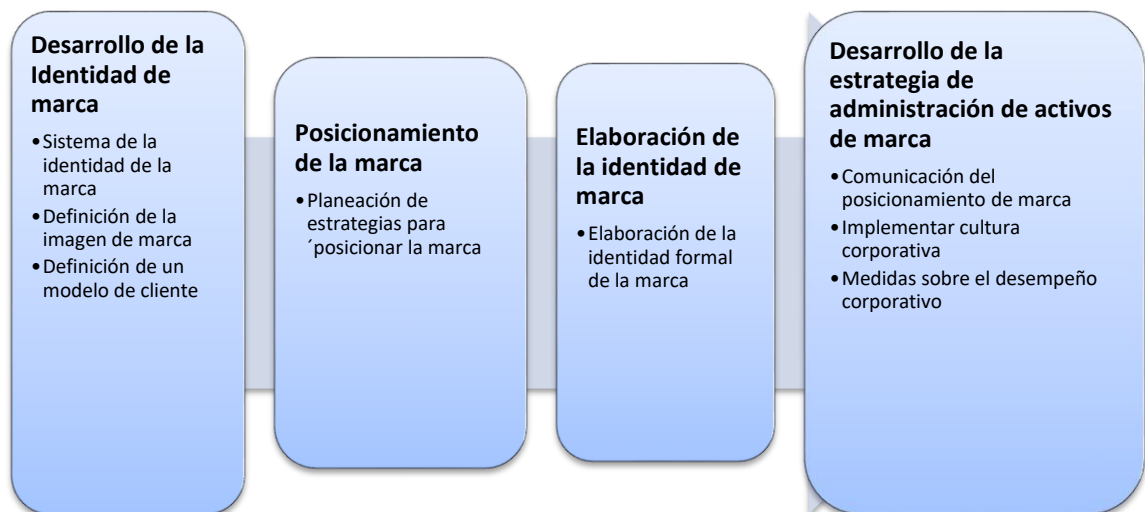 Desarrollo de la
Identidad de
marca
•Sistema de la
identidad de la
marca
•Definición de la
imagen de marca
•Definición de un
modelo de cliente
Posicionamiento
de la marca
•Planeación de
estrategias para
´posicionar la marca
Elaboración de
la identidad de
marca
•Elaboración de la
identidad formal
de la marca
Desarrollo de la
estrategia de
administración de activos
de marca
•Comunicación del
posicionamiento de marca
•Implementar cultura
corporativa
•Medidas sobre el desempeño
corporativo